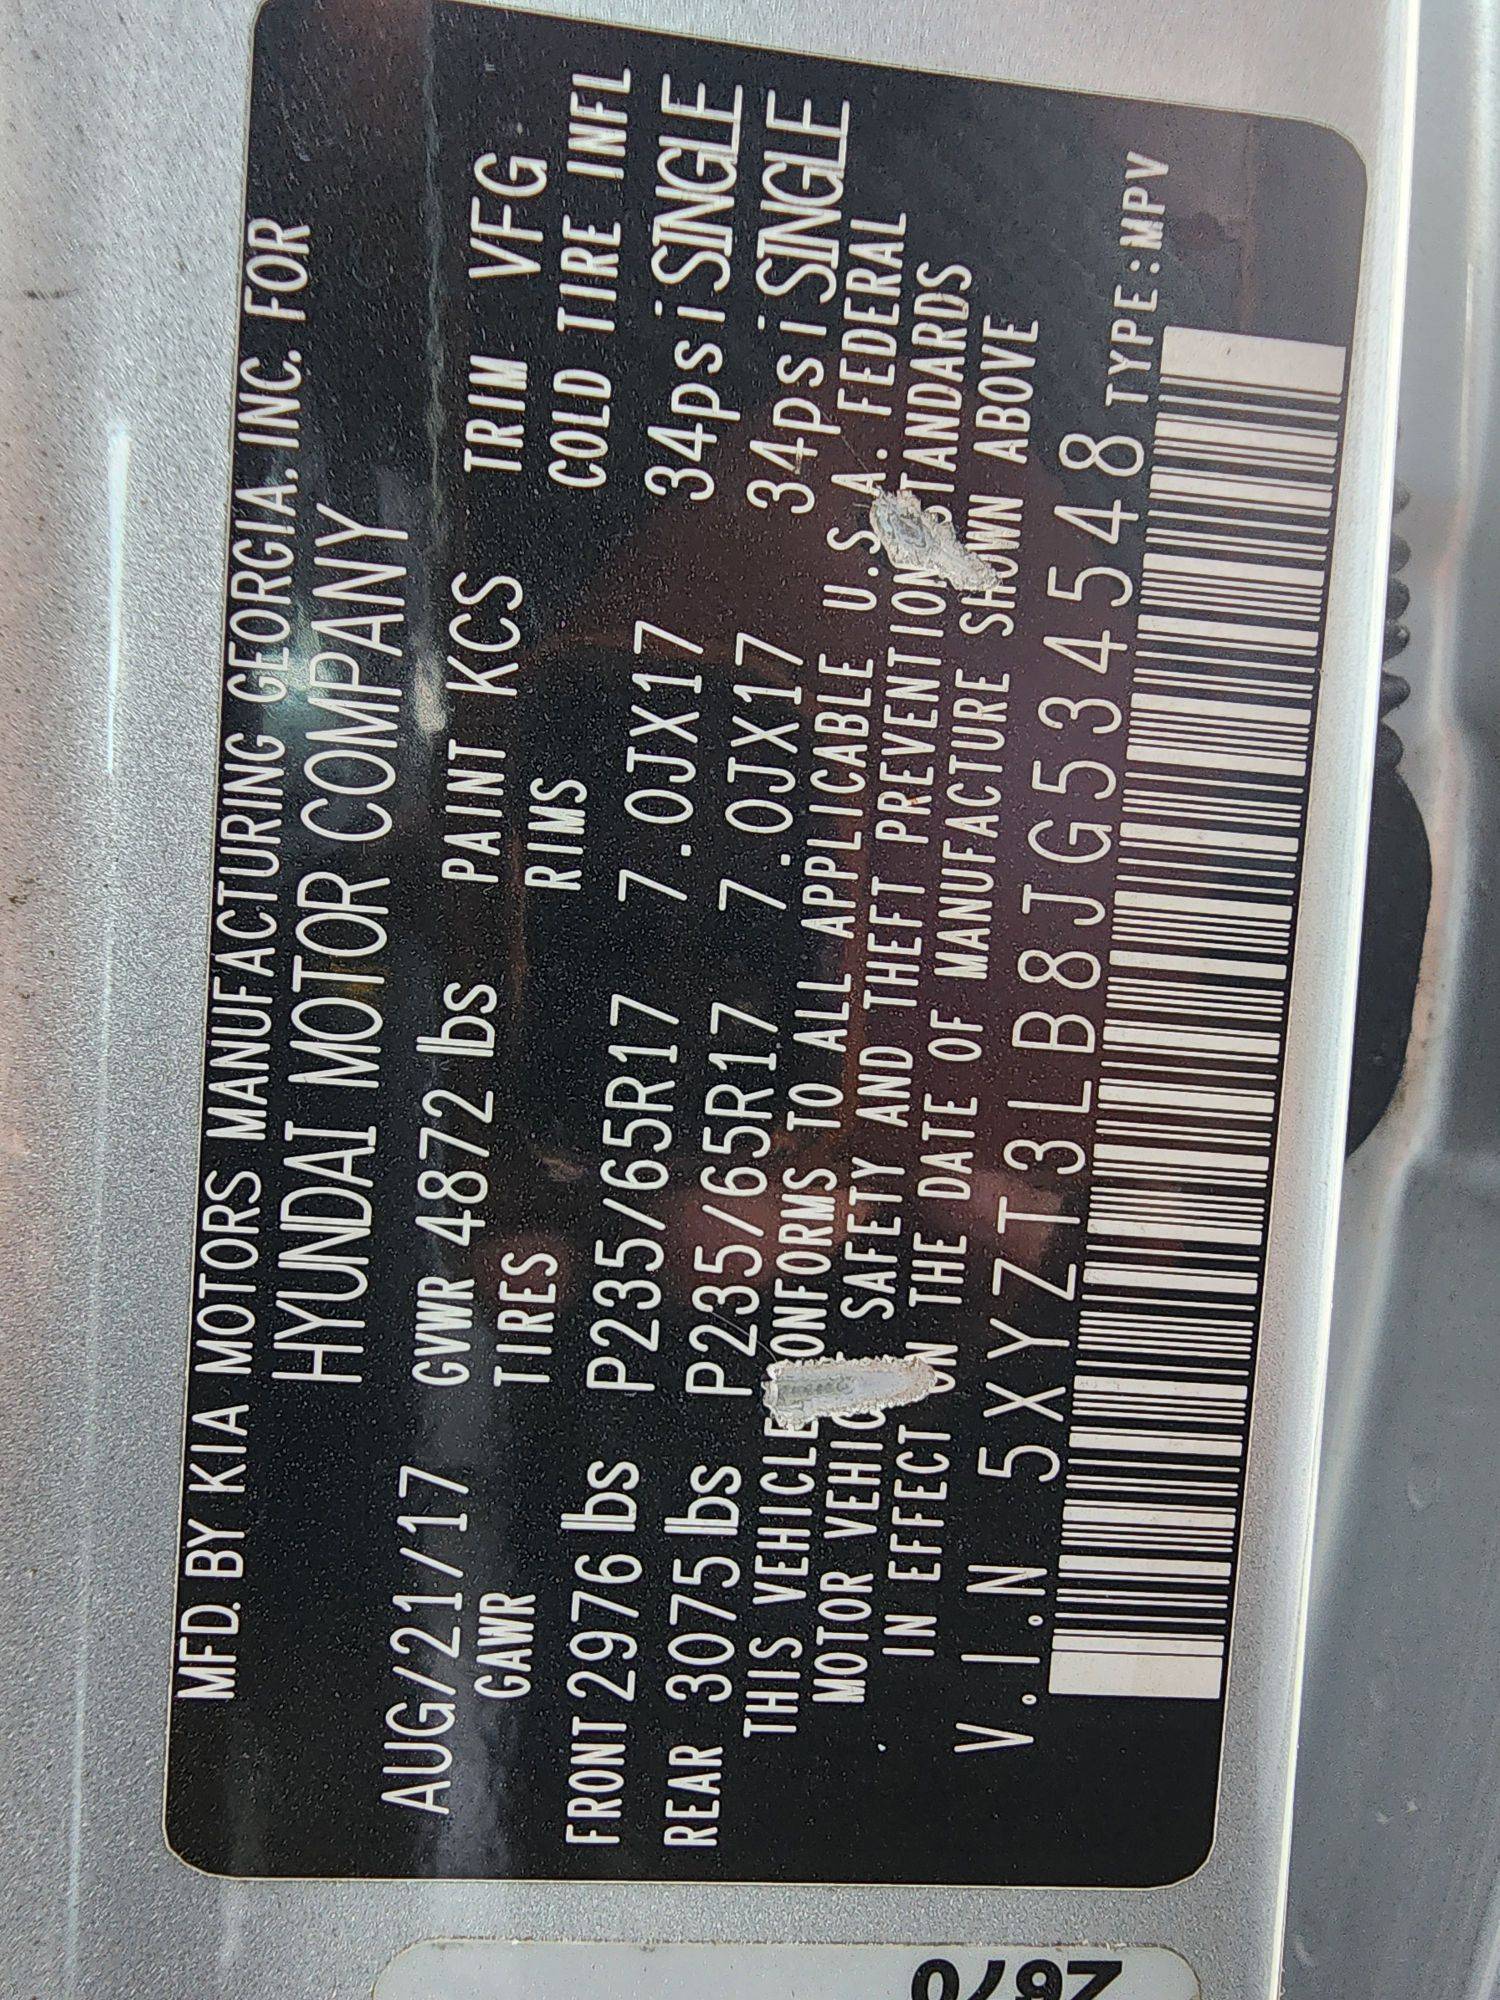 MFD. BY KIA MOTORS MANUFACTURING GEORGIA. INC. FOR
HYUNDAI MOTOR COMPANY
AUG/21/17 GVWR 4872 lbs PAINT KCS TRIM VFG
GAWR TIRES RIMS COLD TIRE INFL
FRONT 2976 lbs P235/65R17 7.0JX17 34psi SINGLE
REAR 3075 lbs P235/65R17 7.0JX17 34psi SINGLE
THIS VEHICLE CONFORMS TO ALL APPLICABLE U.S.A. FEDERAL
MOTOR VEHICLE SAFETY AND THEFT PREVENTION STANDARDS
IN EFFECT ON THE DATE OF MANUFACTURE SHOWN ABOVE
V.I.N 5XYZT3LB8JG534548 TYPE:MPV